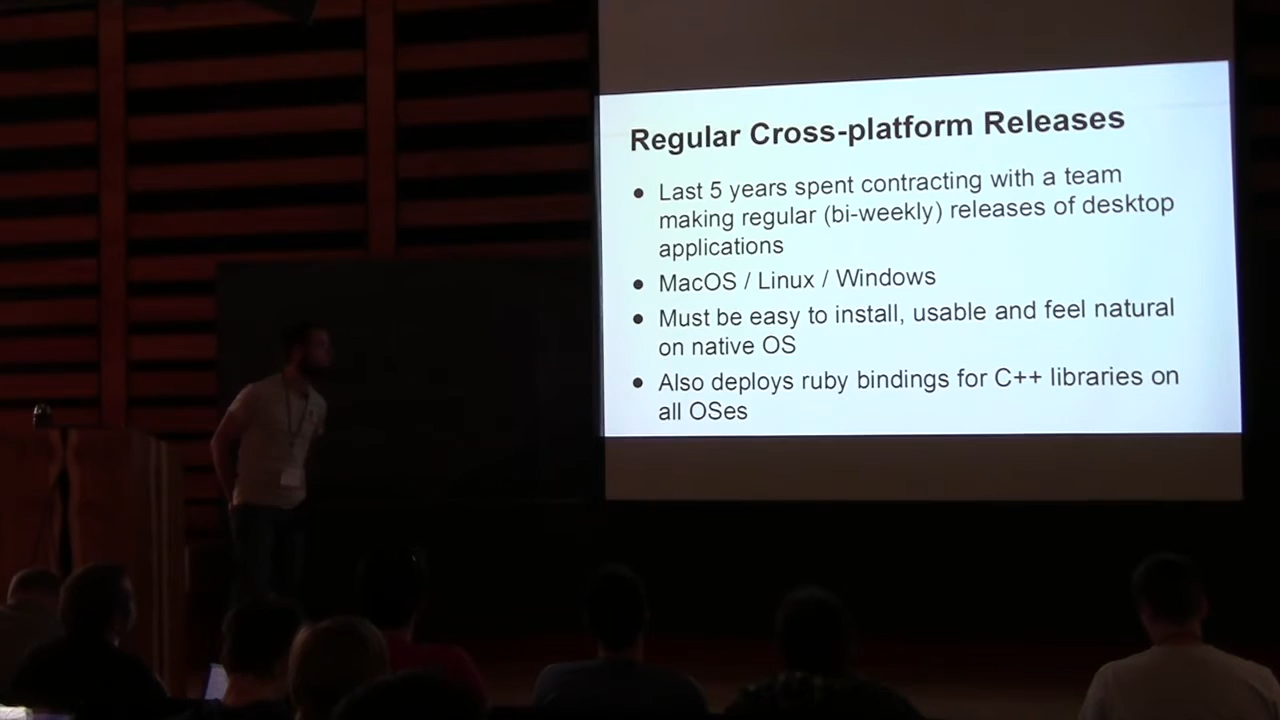 Regular Cross-platform Releases
● Last 5 years spent contracting with a team
making regular (bi-weekly) releases of desktop
applications
● MacOS / Linux / Windows
● Must be easy to install, usable and feel natural
on native OS
● Also deploys ruby bindings for C++ libraries on
all OSes